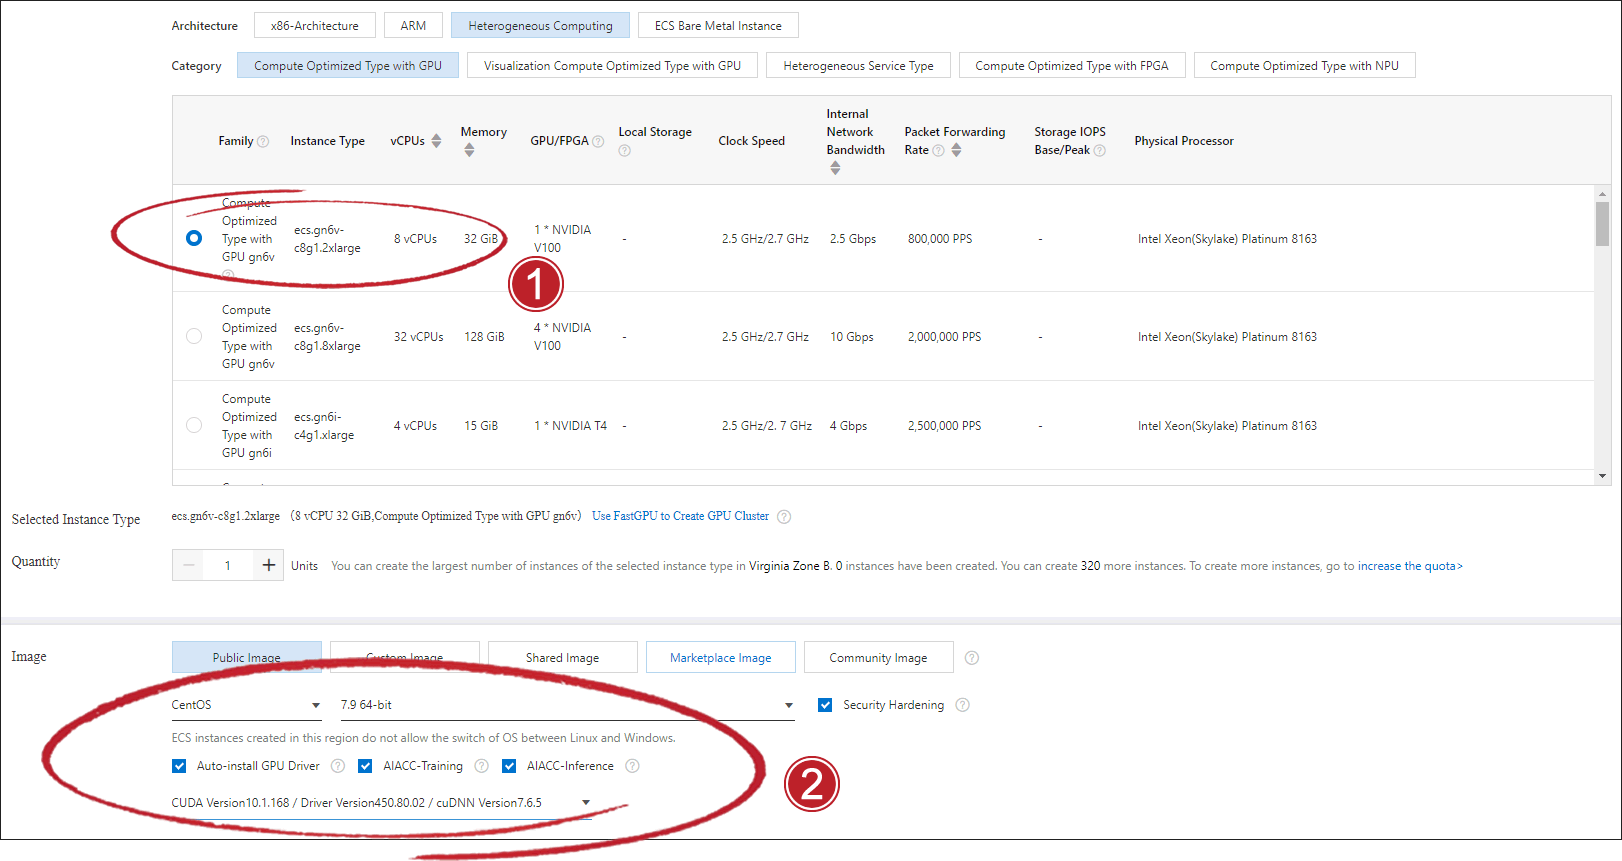 Architecture x86-Architecture ARM Heterogeneous Computing ECS Bare Metal Instance
Category Compute Optimized Type with GPU Visualization Compute Optimized Type with GPU Heterogeneous Service Type Compute Optimized Type with FPGA Compute Optimized Type with NPU
Family Instance Type vCPUs Memory GPU/FPGA Local Storage Clock Speed Internal Network Bandwidth Packet Forwarding Rate Storage IOPS Base/Peak Physical Processor
Compute Optimized Type with GPU gn6v ecs.gn6v-c8g1.2xlarge 8 vCPUs 32 GiB 1 * NVIDIA V100 - 2.5 GHz/2.7 GHz 2.5 Gbps 800,000 PPS - Intel Xeon(Skylake) Platinum 8163
1
Compute Optimized Type with GPU gn6v ecs.gn6v-c8g1.8xlarge 32 vCPUs 128 GiB 4 * NVIDIA V100 - 2.5 GHz/2.7 GHz 10 Gbps 2,000,000 PPS - Intel Xeon(Skylake) Platinum 8163
Compute Optimized Type with GPU gn6i ecs.gn6i-c4g1.xlarge 4 vCPUs 15 GiB 1 * NVIDIA T4 - 2.5 GHz/2. 7 GHz 4 Gbps 2,500,000 PPS - Intel Xeon(Skylake) Platinum 8163
Selected Instance Type ecs.gn6v-c8g1.2xlarge (8 vCPU 32 GiB,Compute Optimized Type with GPU gn6v) Use FastGPU to Create GPU Cluster
Quantity − 1 + Units You can create the largest number of instances of the selected instance type in Virginia Zone B. 0 instances have been created. You can create 320 more instances. To create more instances, go to increase the quota>
Image Public Image Custom Image Shared Image Marketplace Image Community Image
CentOS 7.9 64-bit Security Hardening
ECS instances created in this region do not allow the switch of OS between Linux and Windows.
Auto-install GPU Driver AIACC-Training AIACC-Inference
2
CUDA Version10.1.168 / Driver Version450.80.02 / cuDNN Version7.6.5